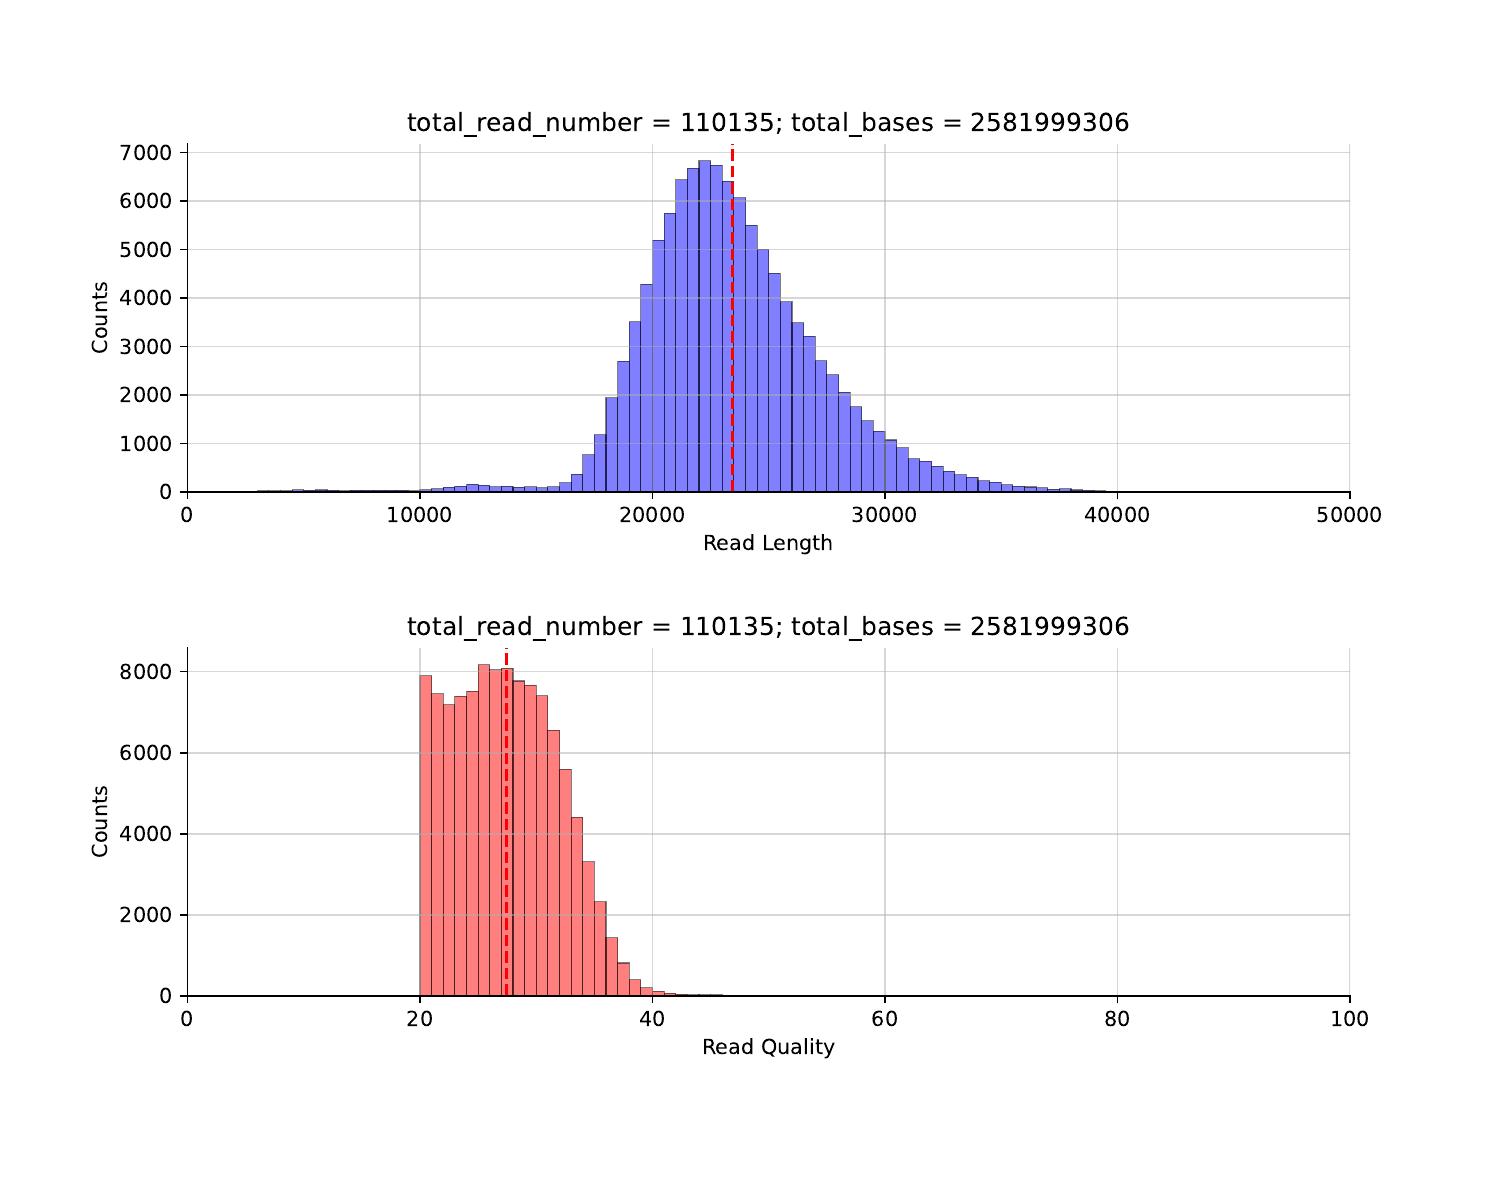 total_read_number = 110135; total_bases = 2581999306
7000
6000
5000
4000
3000
2000
1000
0
Counts
0 10000 20000 30000 40000 50000
Read Length
total_read_number = 110135; total_bases = 2581999306
8000
6000
4000
2000
0
Counts
0 20 40 60 80 100
Read Quality